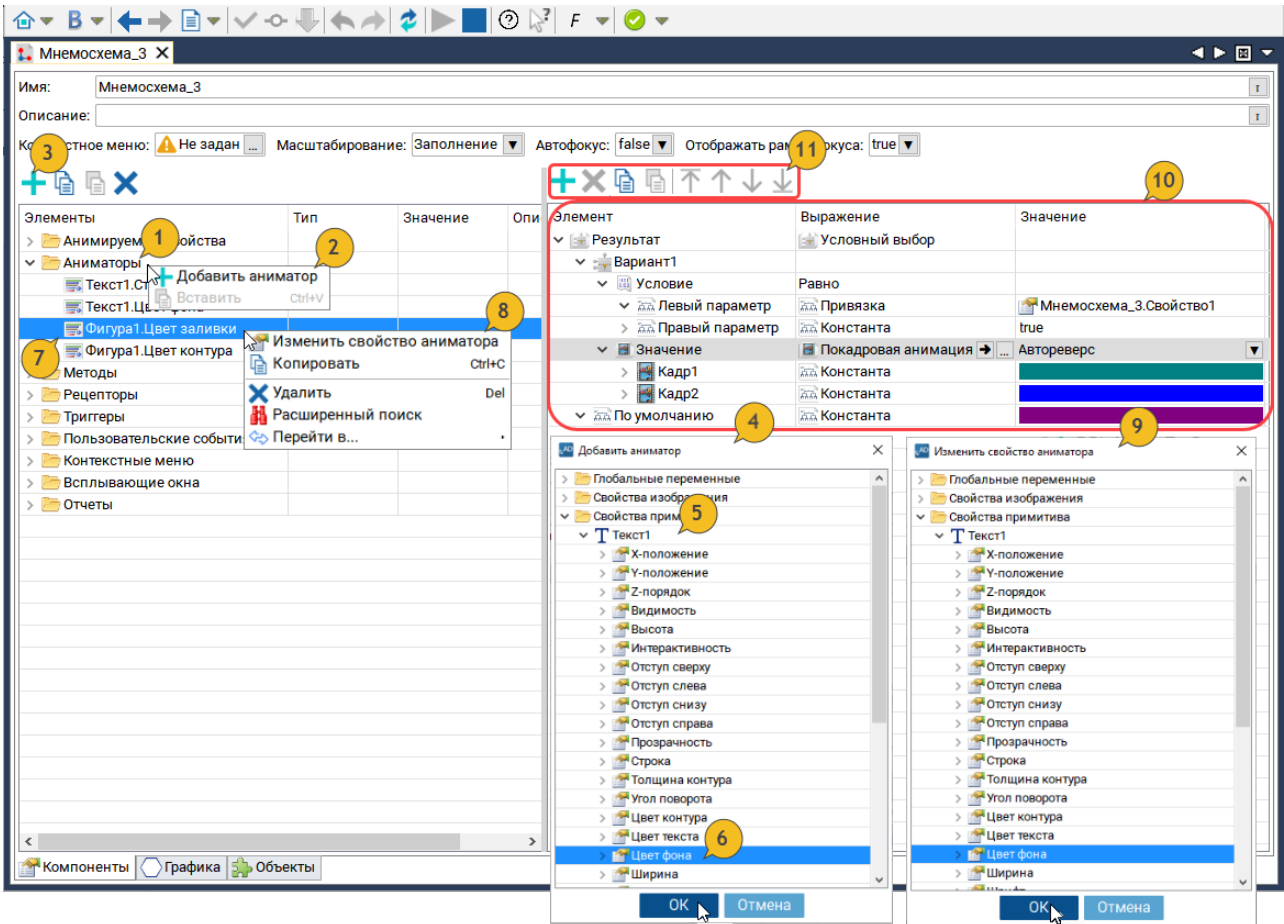 B F
Мнемосхема_3
Имя: Мнемосхема_3
Описание:
3 стное меню: Не задан ... Масштабирование: Заполнение Автофокус: false Отображать рам 11 окуса: true
10
Элементы Тип Значение Опи
Элемент Выражение Значение
Анимируем 1 ойства 2
Результат Условный выбор
Аниматоры
Вариант1
Добавить аниматор
Текст1.Ст
Условие Равно
Вставить Ctrl+V
Текст1.Цвет фона
Левый параметр Привязка Мнемосхема_3.Свойство1
8
Фигура1.Цвет заливки
Правый параметр Константа true
Изменить свойство аниматора
7 Фигура1.Цвет контура
Значение Покадровая анимация ... Автореверс
Копировать Ctrl+C
Методы
Кадр1 Константа
Рецепторы
Удалить Del
Кадр2 Константа
Триггеры
Расширенный поиск
По умолчанию Константа
Пользовательские событи
Перейти в...
4 9
Контекстные меню
Всплывающие окна
Отчеты
Добавить аниматор
Глобальные переменные
Свойства изображения
Свойства прим 5
Текст1
X-положение
Y-положение
Z-порядок
Видимость
Высота
Интерактивность
Отступ сверху
Отступ слева
Отступ снизу
Отступ справа
Прозрачность
Строка
Толщина контура
Угол поворота
Цвет контура
Цвет текста 6
Цвет фона
Ширина
OK Отмена
Изменить свойство аниматора
Глобальные переменные
Свойства изображения
Свойства примитива
Текст1
X-положение
Y-положение
Z-порядок
Видимость
Высота
Интерактивность
Отступ сверху
Отступ слева
Отступ снизу
Отступ справа
Прозрачность
Строка
Толщина контура
Угол поворота
Цвет контура
Цвет текста
Цвет фона
Ширина
OK Отмена
Компоненты Графика Объекты